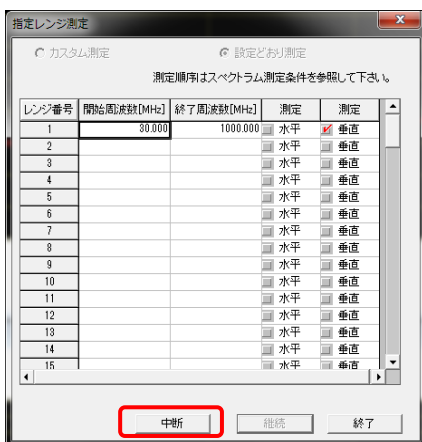 指定レンジ測定
カスタム測定 設定どおり測定
測定順序はスペクトラム測定条件を参照して下さい。
レンジ番号 開始周波数[MHz] 終了周波数[MHz] 測定 測定
1 30.000 1000.000 水平 垂直
2 水平 垂直
3 水平 垂直
4 水平 垂直
5 水平 垂直
6 水平 垂直
7 水平 垂直
8 水平 垂直
9 水平 垂直
10 水平 垂直
11 水平 垂直
12 水平 垂直
13 水平 垂直
14 水平 垂直
15 水平 垂直
中断 継続 終了